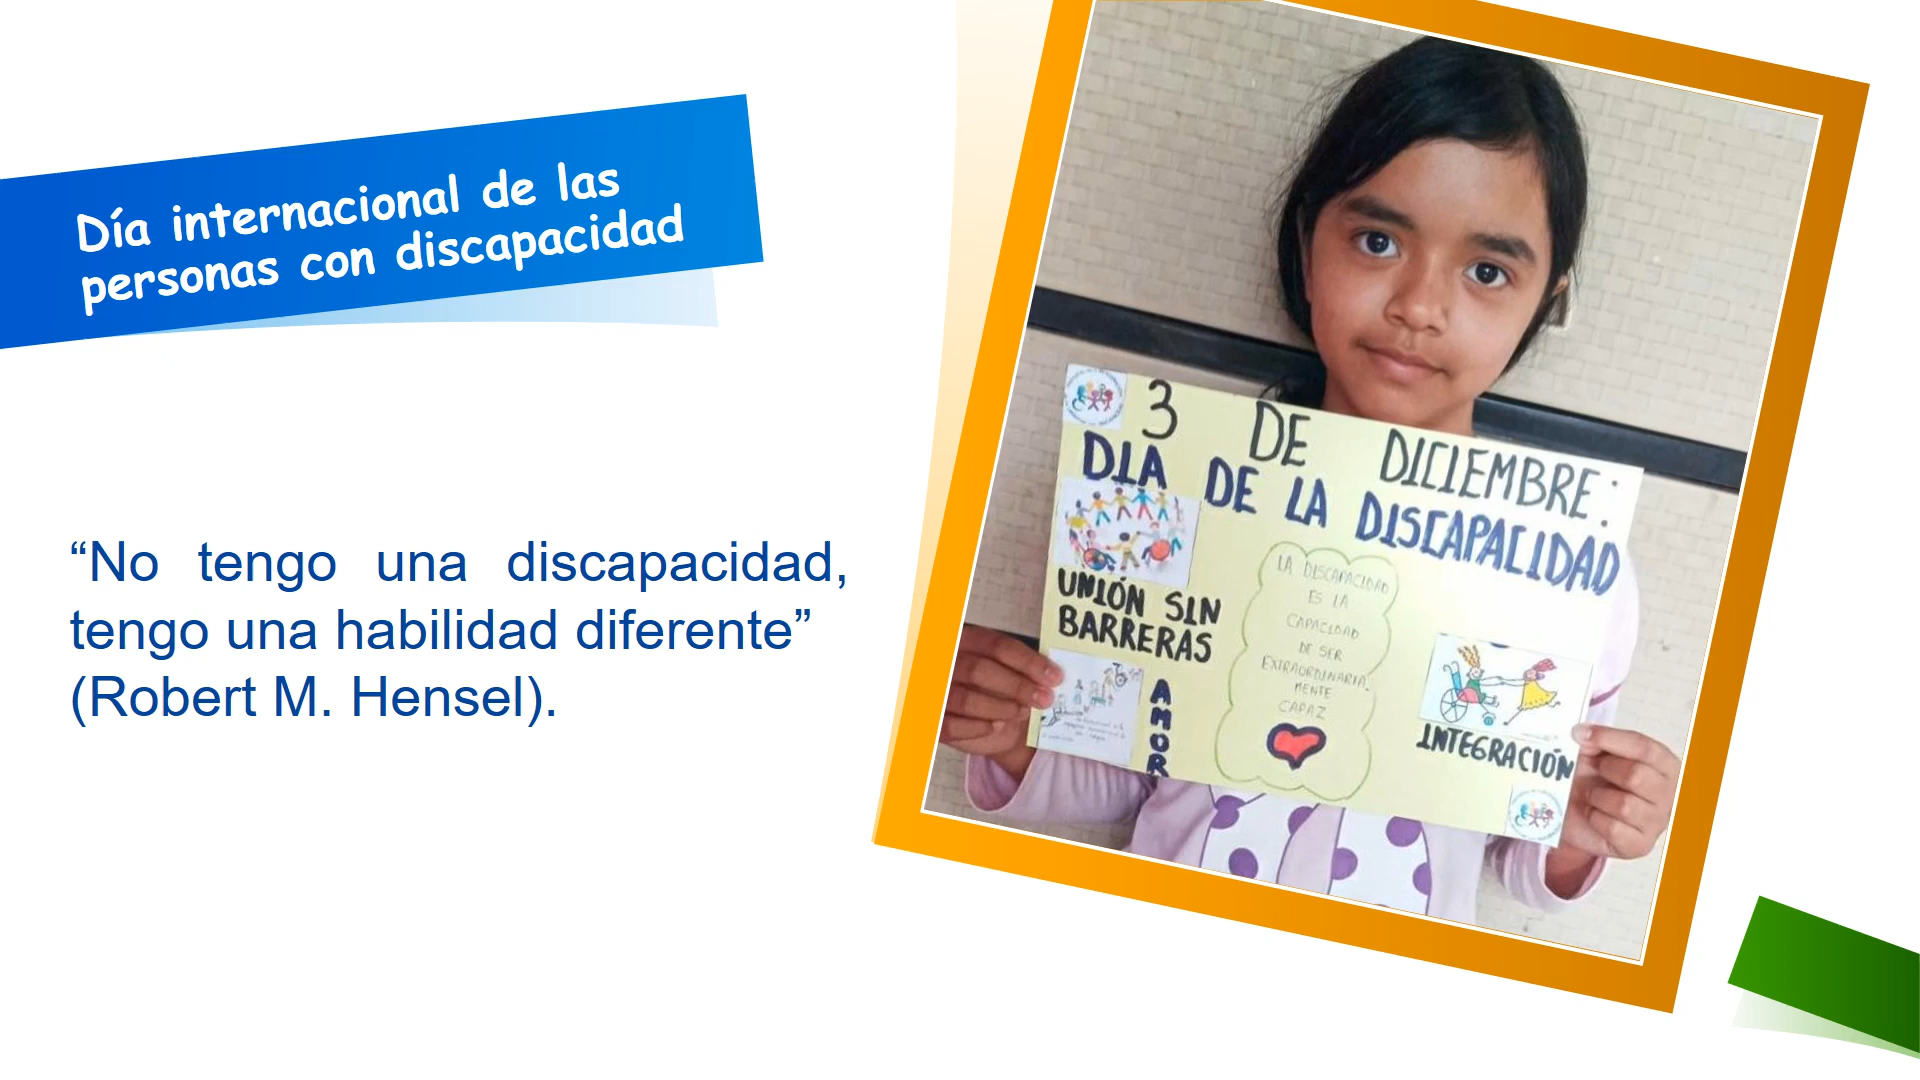 Día internacional de las
personas con discapacidad
“No tengo una discapacidad,
tengo una habilidad diferente”
(Robert M. Hensel).
3 DE DICIEMBRE:
DIA DE LA DISCAPACIDAD
UNIÓN SIN
BARRERAS
AMOR
LA DISCAPACIDAD
ES LA
CAPACIDAD
DE SER
EXTRAORDINARIA-
MENTE
CAPAZ
INTEGRACIÓN